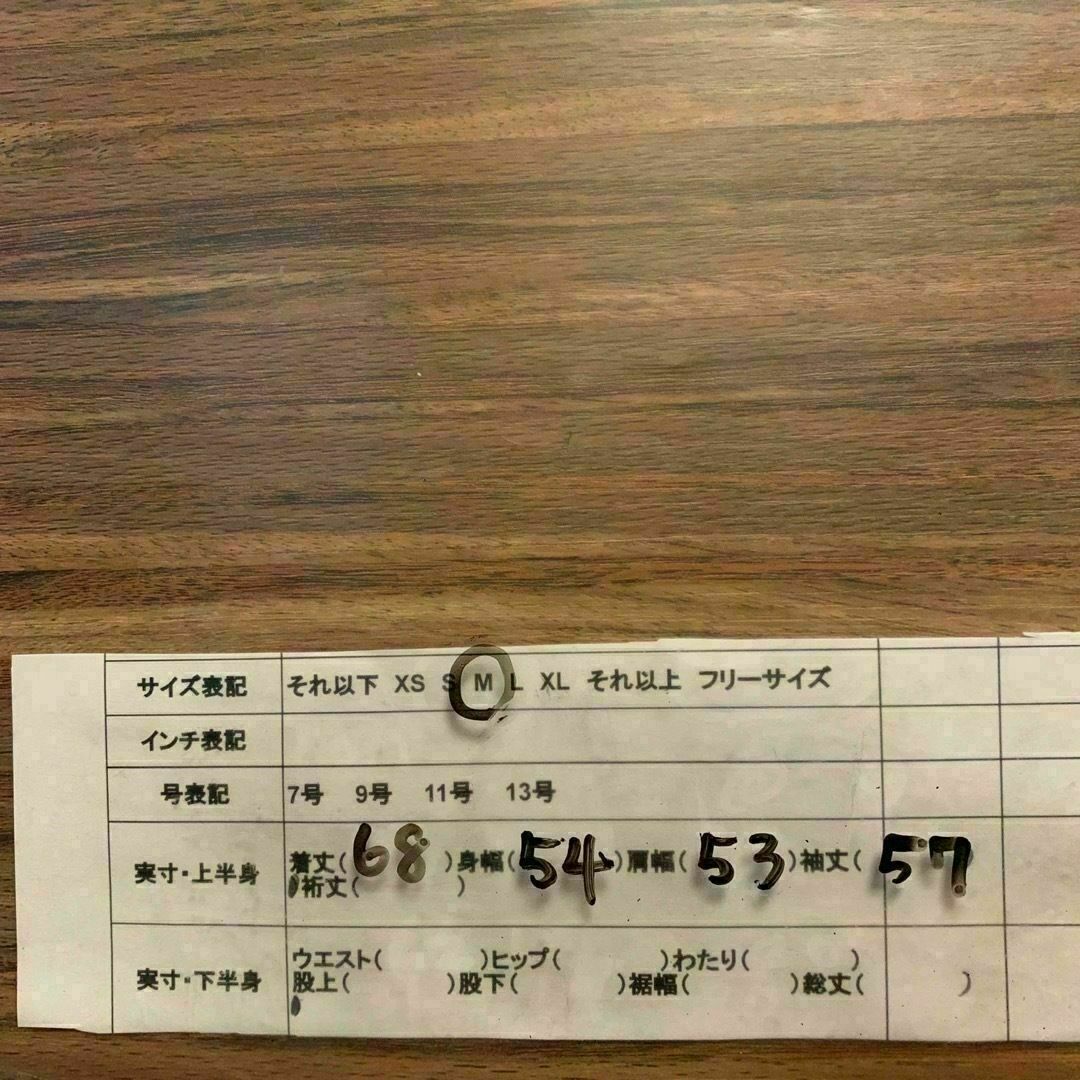 サイズ表記 それ以下 XS S M L XL それ以上 フリーサイズ
インチ表記
号表記 7号 9号 11号 13号
実寸・上半身 着丈(68)身幅(54)肩幅(53)袖丈(57)
裄丈( )
実寸・下半身 ウエスト( )ヒップ( )わたり( )
股上( )股下( )裾幅( )総丈( )